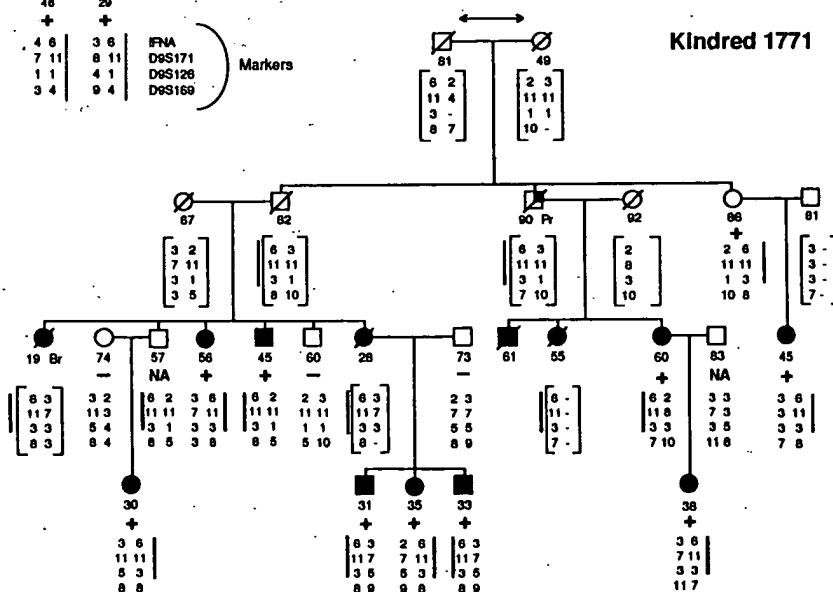 46 29
+ +
4 6 3 6 IFNA
7 11 8 11 D9S171
1 1 4 1 D9S126
3 4 9 4 D9S169
Markers
Kindred 1771
81 49
6 2 2 3
11 4 11 11
3 - 1 1
8 7 10 -
67 62 90 Pr 92 86 81
+
3 2 6 3 6 3 2 2 6 3 -
7 11 11 11 11 11 8 11 11 3 -
3 1 3 1 3 1 3 1 3 3 -
3 5 8 10 7 10 10 10 8 7 -
19 Br 74 57 56 45 60 28 73 61 55 60 83 45
- NA + + - - + NA +
6 3 3 2 6 2 3 6 6 2 2 3 6 3 2 3 6 - 6 2 3 3 3 6
11 7 11 3 11 11 7 11 11 11 11 11 11 7 7 7 11 - 11 8 7 3 3 11
3 3 5 4 3 1 3 3 3 1 1 1 3 3 5 5 3 - 3 3 3 5 3 3
8 3 8 4 8 5 3 8 8 5 5 10 8 - 8 9 7 - 7 10 11 8 7 8
30 31 35 33 38
+ + + + +
3 6 6 3 2 6 6 3 3 6
11 11 11 7 7 11 11 7 7 11
5 3 3 5 5 3 3 5 3 3
8 8 8 9 9 8 8 9 11 7